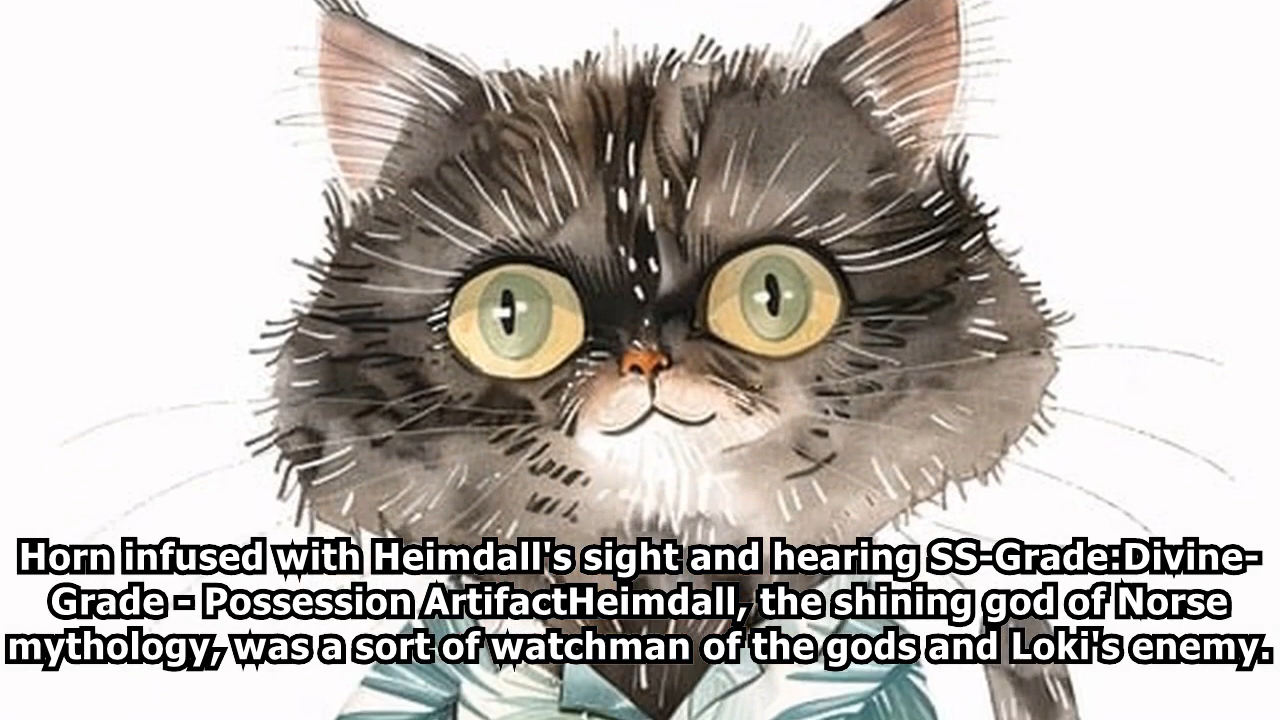 Horn infused with Heimdall's sight and hearing SS-Grade:Divine-
Grade - Possession ArtifactHeimdall, the shining god of Norse
mythology, was a sort of watchman of the gods and Loki's enemy.